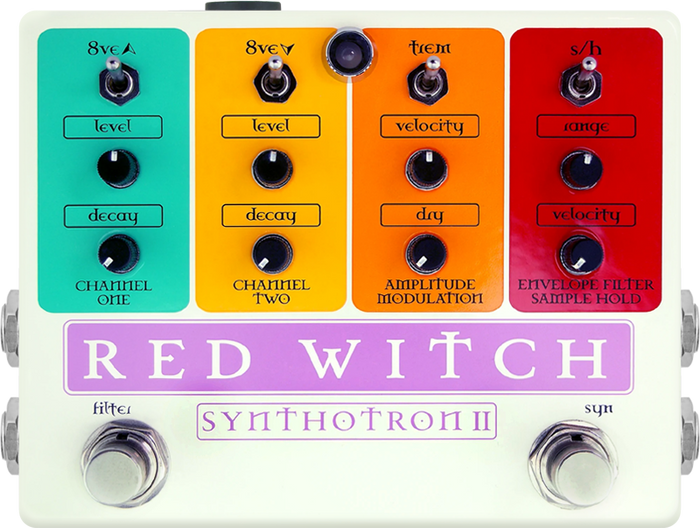 8ve
8ve
trem
s/h
level
level
velocity
range
decay
decay
dry
velocity
CHANNEL
ONE
CHANNEL
TWO
AMPLITUDE
MODULATION
ENVELOPE FILTER
SAMPLE HOLD
RED WITCH
filter
SYNTHOTRON II
syn